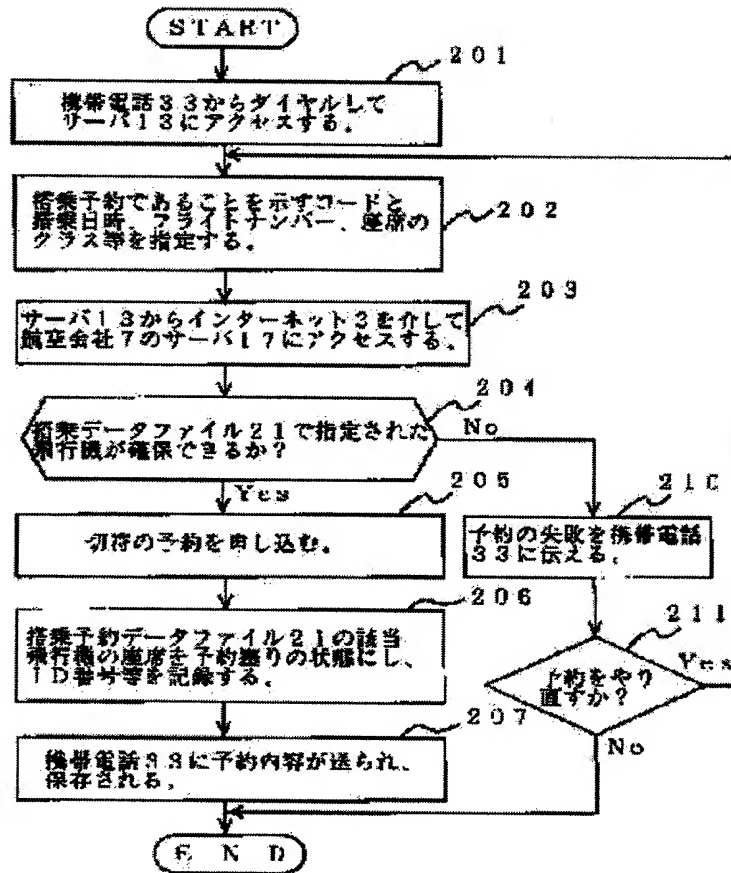 START
201
携帯電話33からダイヤルして
サーバ13にアクセスする。
202
搭乗予約であることを示すコードと
搭乗日時、フライトナンバー、座席の
クラス等を指定する。
203
サーバ13からインターネット3を介して
航空会社7のサーバ17にアクセスする。
204
搭乗データファイル21で指定された
飛行機が確保できるか?
No
Yes
205
切符の予約を申し込む。
210
予約の失敗を携帯電話
33に伝える。
206
搭乗予約データファイル21の該当
飛行機の座席を予約塞りの状態にし、
ID番号等を記録する。
211
予約をやり
直すか?
Yes
No
207
携帯電話33に予約内容が送られ、
保存される。
END